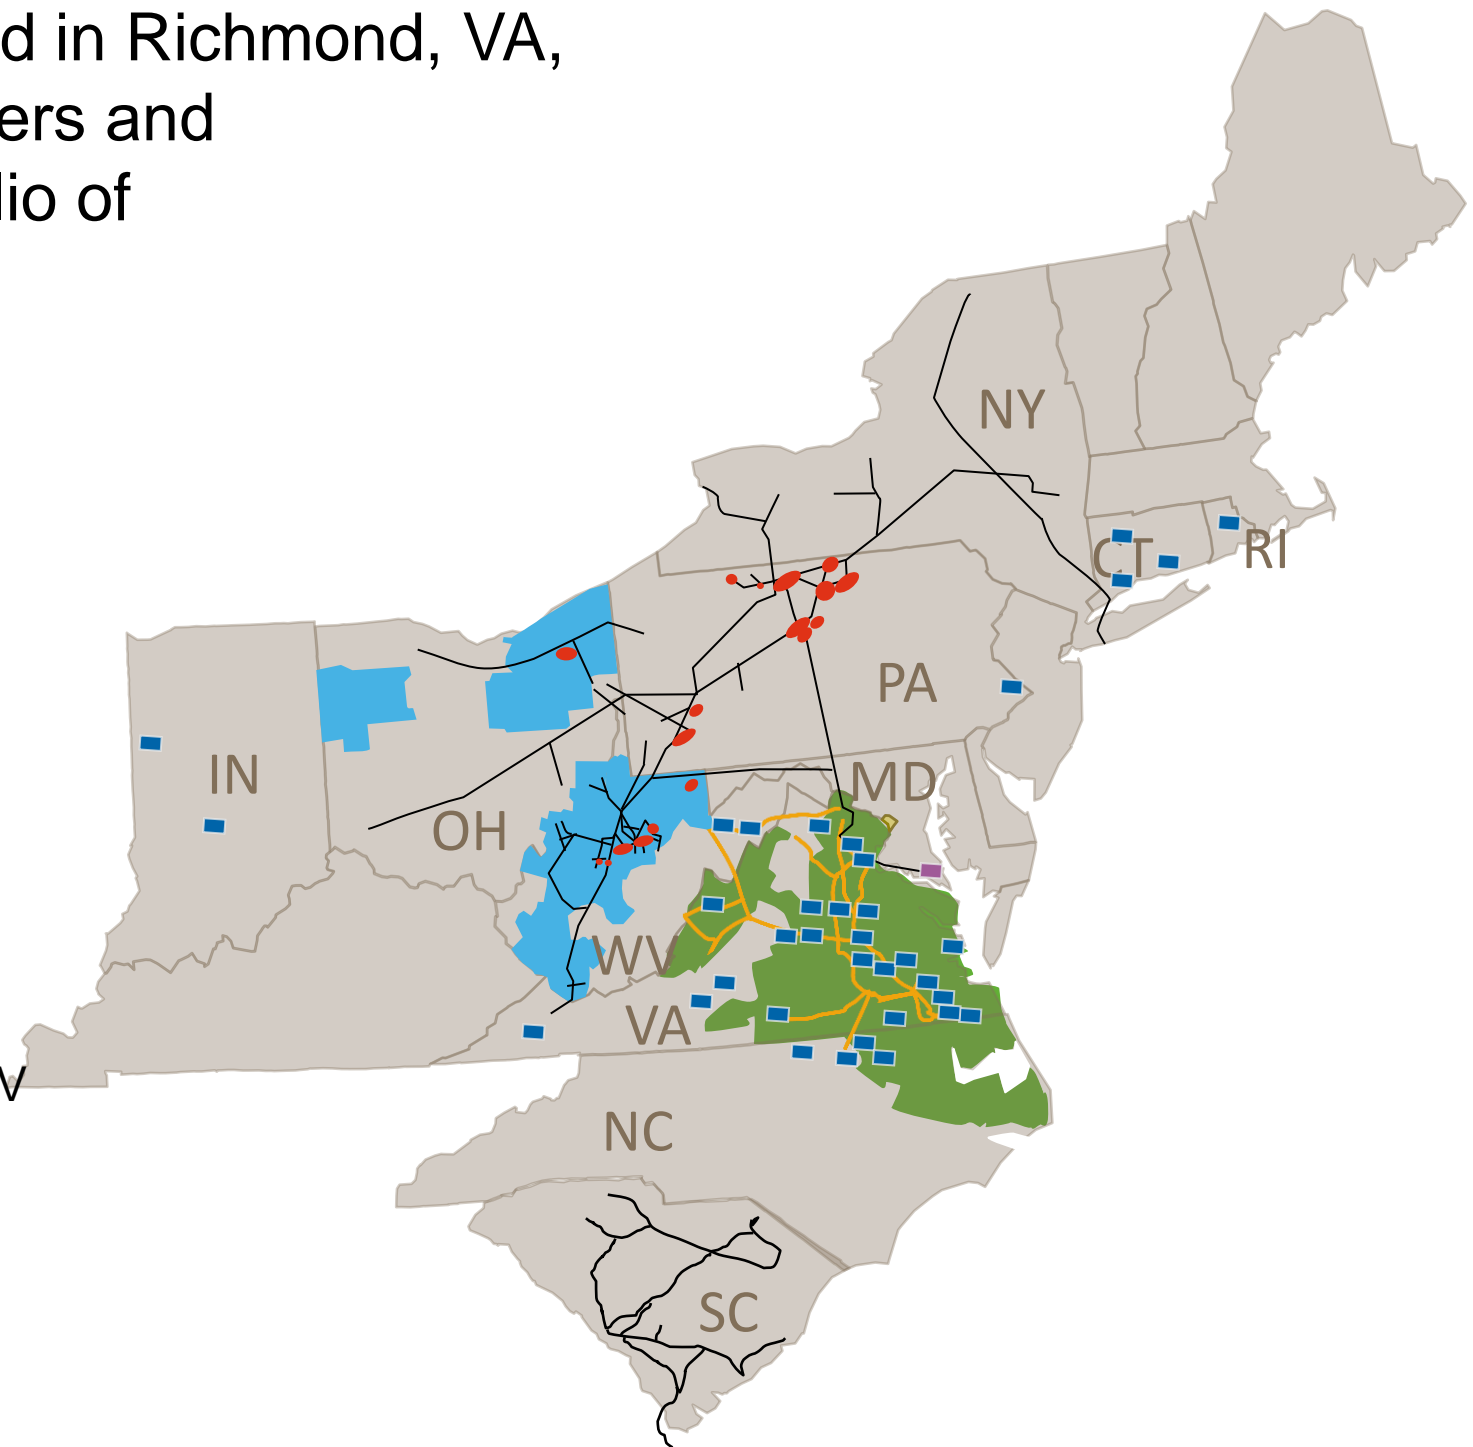 d in Richmond, VA,
ers and
lio of
NY
CT
RI
PA
IN
MD
OH
WV
VA
V
NC
SC